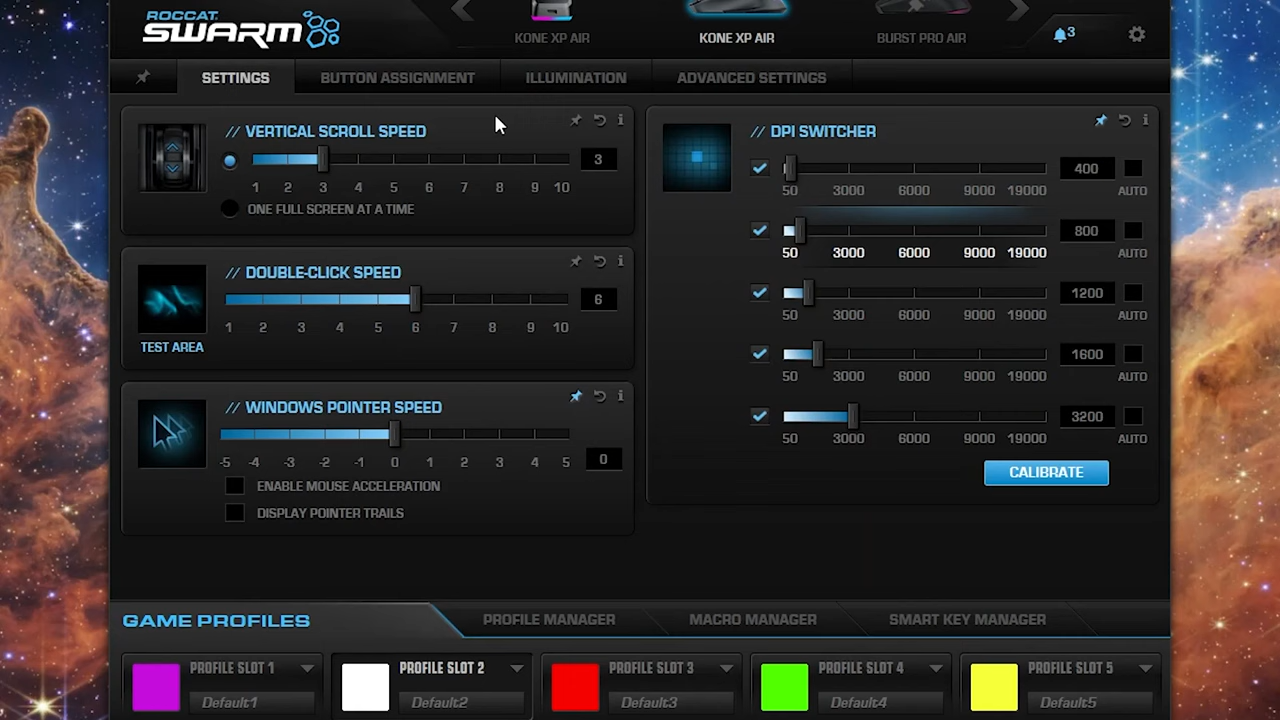 ROCCAT
SWARM
KONE XP AIR
KONE XP AIR
BURST PRO AIR
3
SETTINGS
BUTTON ASSIGNMENT
ILLUMINATION
ADVANCED SETTINGS
// VERTICAL SCROLL SPEED
3
1 2 3 4 5 6 7 8 9 10
ONE FULL SCREEN AT A TIME
// DOUBLE-CLICK SPEED
6
1 2 3 4 5 6 7 8 9 10
TEST AREA
// WINDOWS POINTER SPEED
-5 -4 -3 -2 -1 0 1 2 3 4 5
0
ENABLE MOUSE ACCELERATION
DISPLAY POINTER TRAILS
// DPI SWITCHER
400
50 3000 6000 9000 19000 AUTO
800
50 3000 6000 9000 19000 AUTO
1200
50 3000 6000 9000 19000 AUTO
1600
50 3000 6000 9000 19000 AUTO
3200
50 3000 6000 9000 19000 AUTO
CALIBRATE
GAME PROFILES
PROFILE MANAGER
MACRO MANAGER
SMART KEY MANAGER
PROFILE SLOT 1
Default1
PROFILE SLOT 2
Default2
PROFILE SLOT 3
Default3
PROFILE SLOT 4
Default4
PROFILE SLOT 5
Default5